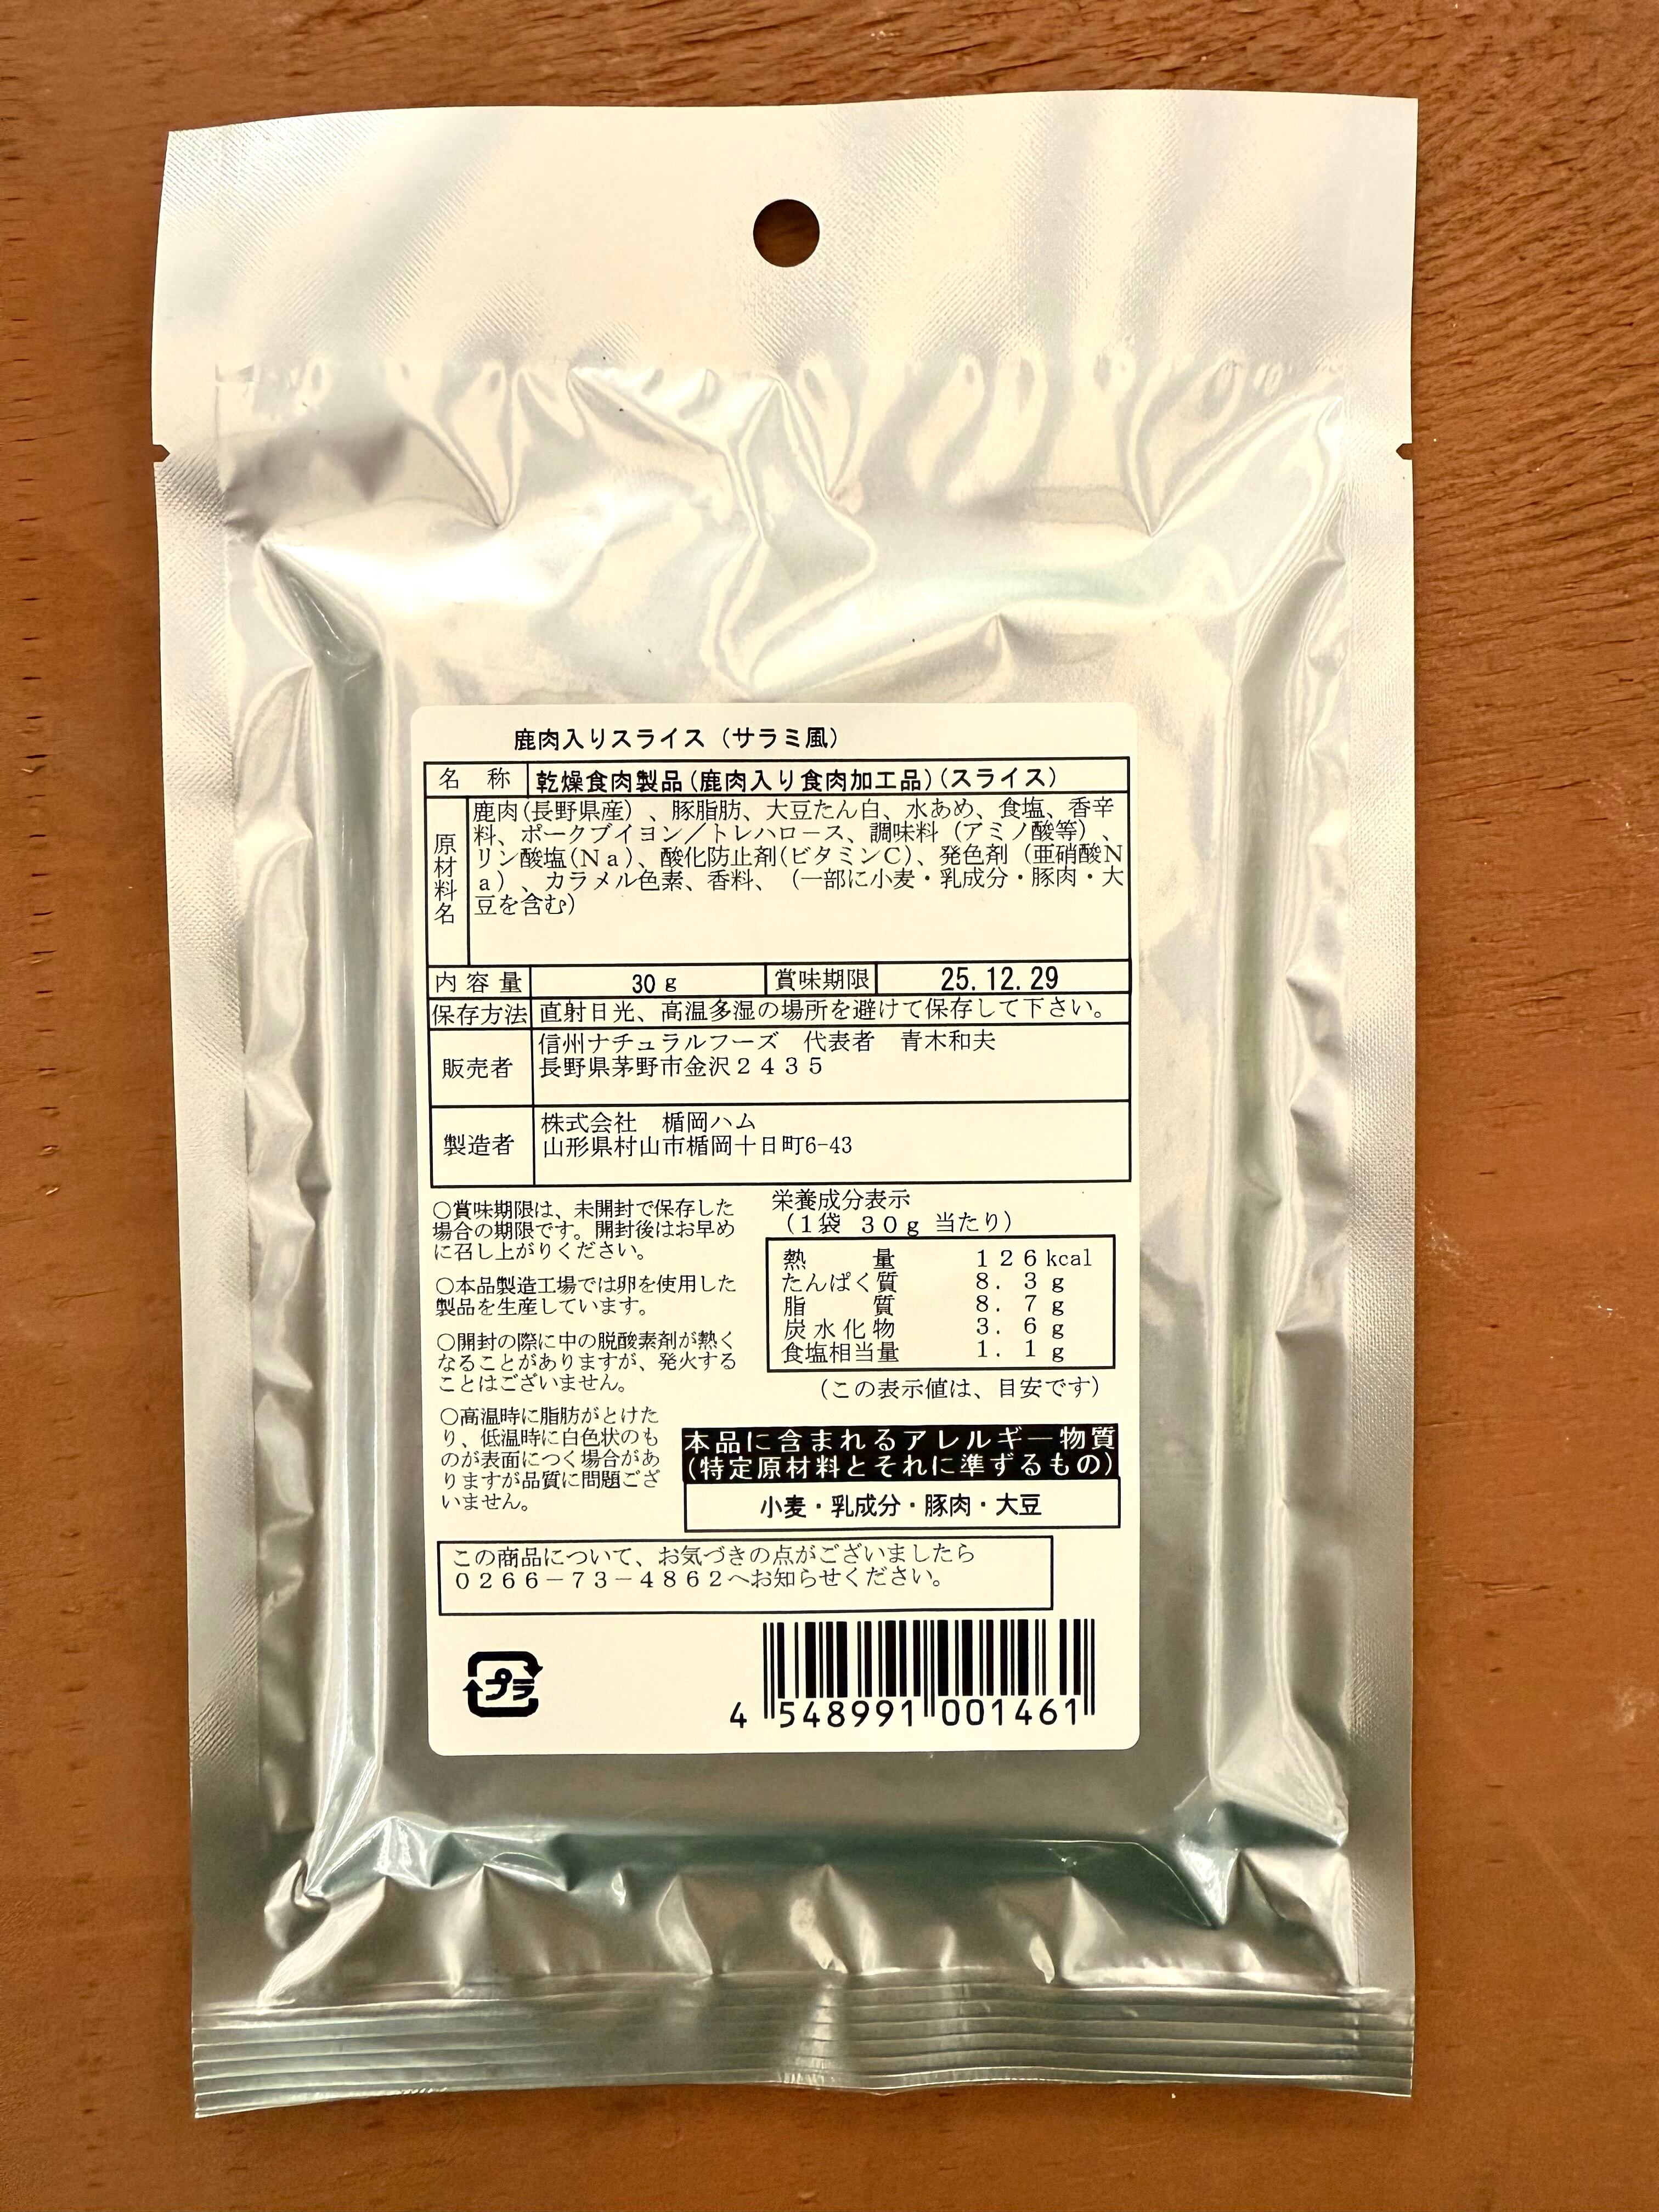 鹿肉入りスライス（サラミ風）
名　称　乾燥食肉製品(鹿肉入り食肉加工品)(スライス)
原材料名
鹿肉(長野県産）、豚脂肪、大豆たん白、水あめ、食塩、香辛
料、ポークブイヨン／トレハロース、調味料（アミノ酸等）、
リン酸塩(Ｎａ)、酸化防止剤(ビタミンＣ)、発色剤（亜硝酸Ｎ
ａ）、カラメル色素、香料、（一部に小麦・乳成分・豚肉・大
豆を含む)
内容量　30ｇ　賞味期限　25.12.29
保存方法　直射日光、高温多湿の場所を避けて保存して下さい。
販売者
信州ナチュラルフーズ　代表者　青木和夫
長野県茅野市金沢２４３５
製造者
株式会社　楯岡ハム
山形県村山市楯岡十日町6-43
〇賞味期限は、未開封で保存した
場合の期限です。開封後はお早め
に召し上がりください。
〇本品製造工場では卵を使用した
製品を生産しています。
〇開封の際に中の脱酸素剤が熱く
なることがありますが、発火する
ことはございません。
〇高温時に脂肪がとけた
り、低温時に白色状のも
のが表面につく場合があ
りますが品質に問題ござ
いません。
栄養成分表示
（１袋 ３０ｇ 当たり）
熱量　１２６kcal
たんぱく質　８．３ｇ
脂質　８．７ｇ
炭水化物　３．６ｇ
食塩相当量　１．１ｇ
（この表示値は、目安です）
本品に含まれるアレルギー物質
(特定原材料とそれに準ずるもの)
小麦・乳成分・豚肉・大豆
この商品について、お気づきの点がございましたら
０２６６－７３－４８６２へお知らせください。
プラ
4 548991 001461